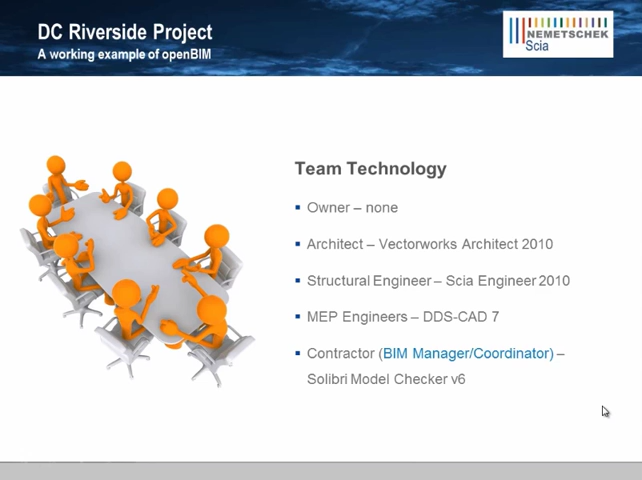 DC Riverside Project
A working example of openBIM
NEMETSCHEK
Scia
Team Technology
▪ Owner – none
▪ Architect – Vectorworks Architect 2010
▪ Structural Engineer – Scia Engineer 2010
▪ MEP Engineers – DDS-CAD 7
▪ Contractor (BIM Manager/Coordinator) –
Solibri Model Checker v6